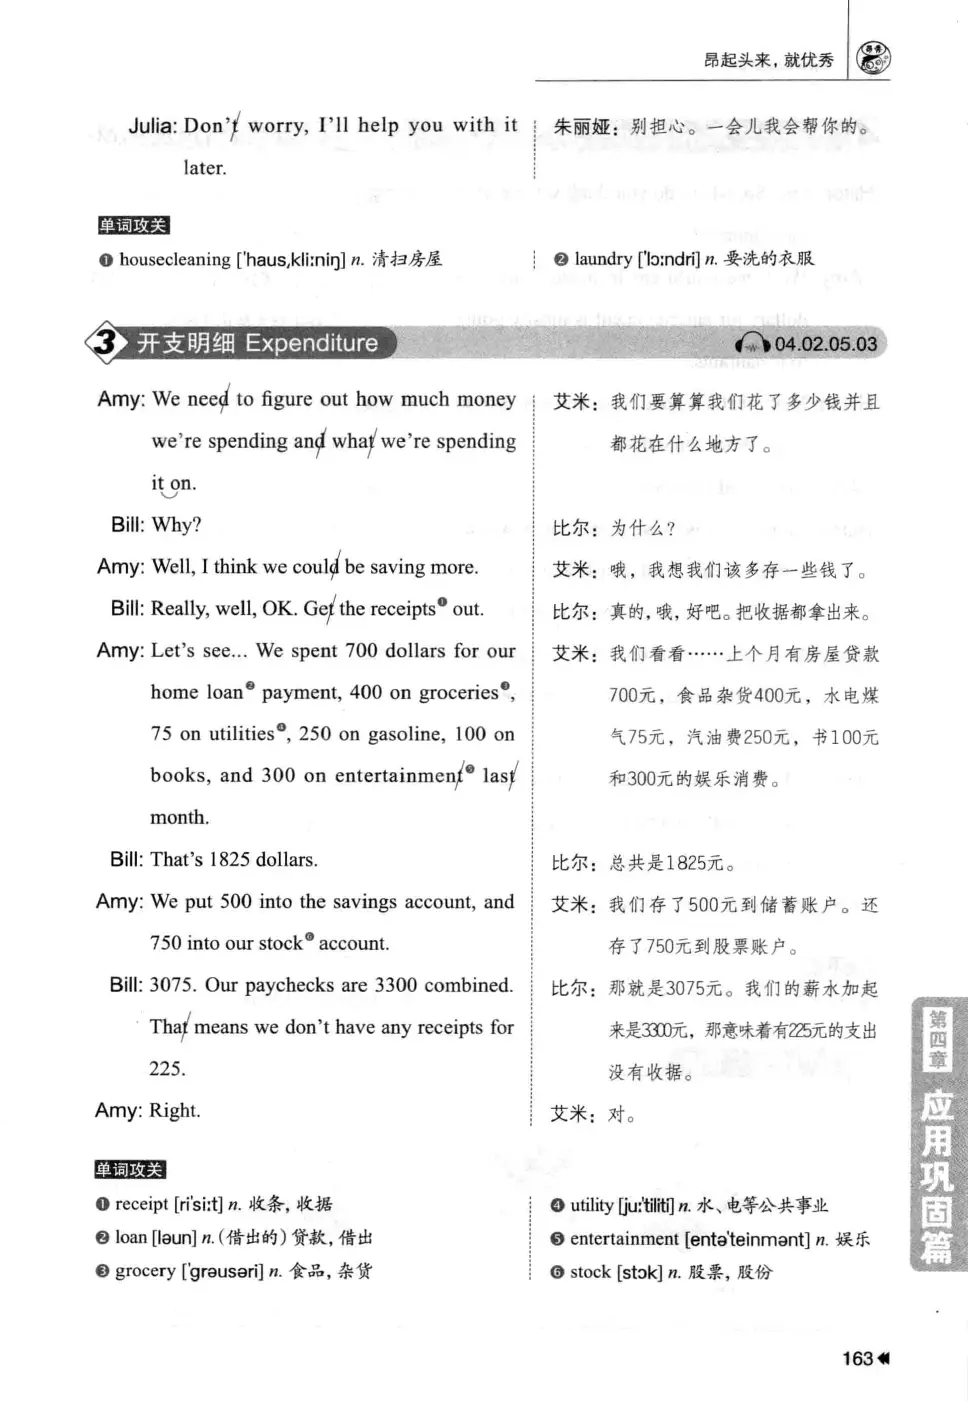 昂起头来，就优秀
Julia: Don't worry, I'll help you with it
later.
朱丽娅：别担心。一会儿我会帮你的。
单词攻关
❶ housecleaning ['haus,kli:niŋ] n. 清扫房屋
❷ laundry ['lɔ:ndri] n. 要洗的衣服
3 开支明细 Expenditure
04.02.05.03
Amy: We need to figure out how much money
we're spending and what we're spending
it on.
Bill: Why?
Amy: Well, I think we could be saving more.
Bill: Really, well, OK. Get the receipts❶ out.
Amy: Let's see... We spent 700 dollars for our
home loan❷ payment, 400 on groceries❸,
75 on utilities❹, 250 on gasoline, 100 on
books, and 300 on entertainment❺ last
month.
Bill: That's 1825 dollars.
Amy: We put 500 into the savings account, and
750 into our stock❻ account.
Bill: 3075. Our paychecks are 3300 combined.
That means we don't have any receipts for
225.
Amy: Right.
艾米：我们要算算我们花了多少钱并且
都花在什么地方了。
比尔：为什么？
艾米：哦，我想我们该多存一些钱了。
比尔：真的，哦，好吧。把收据都拿出来。
艾米：我们看看……上个月有房屋贷款
700元，食品杂货400元，水电煤
气75元，汽油费250元，书100元
和300元的娱乐消费。
比尔：总共是1825元。
艾米：我们存了500元到储蓄账户。还
存了750元到股票账户。
比尔：那就是3075元。我们的薪水加起
来是3300元，那意味着有225元的支出
没有收据。
艾米：对。
单词攻关
❶ receipt [ri'si:t] n. 收条，收据
❷ loan [ləun] n.（借出的）贷款，借出
❸ grocery ['grəusəri] n. 食品，杂货
❹ utility [ju:'tiliti] n. 水、电等公共事业
❺ entertainment [entə'teinmənt] n. 娱乐
❻ stock [stɔk] n. 股票，股份
第四章
应用巩固篇
163